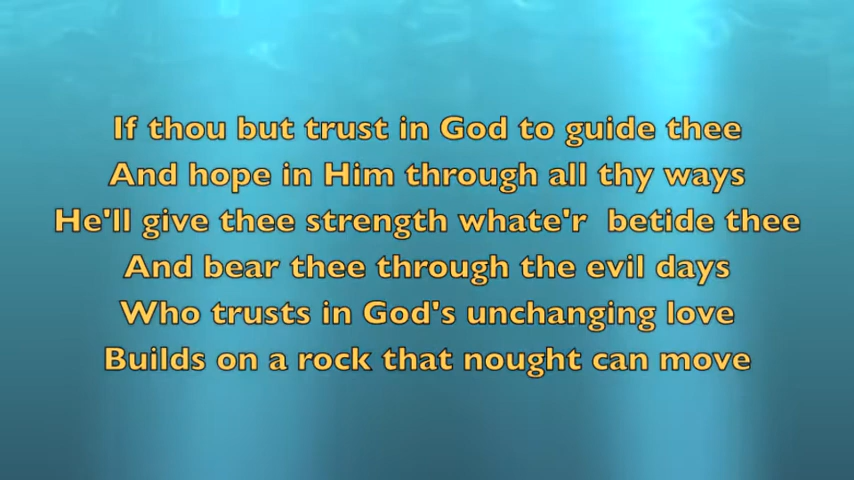 If thou but trust in God to guide thee
And hope in Him through all thy ways
He'll give thee strength whate'r  betide thee
And bear thee through the evil days
Who trusts in God's unchanging love
Builds on a rock that nought can move